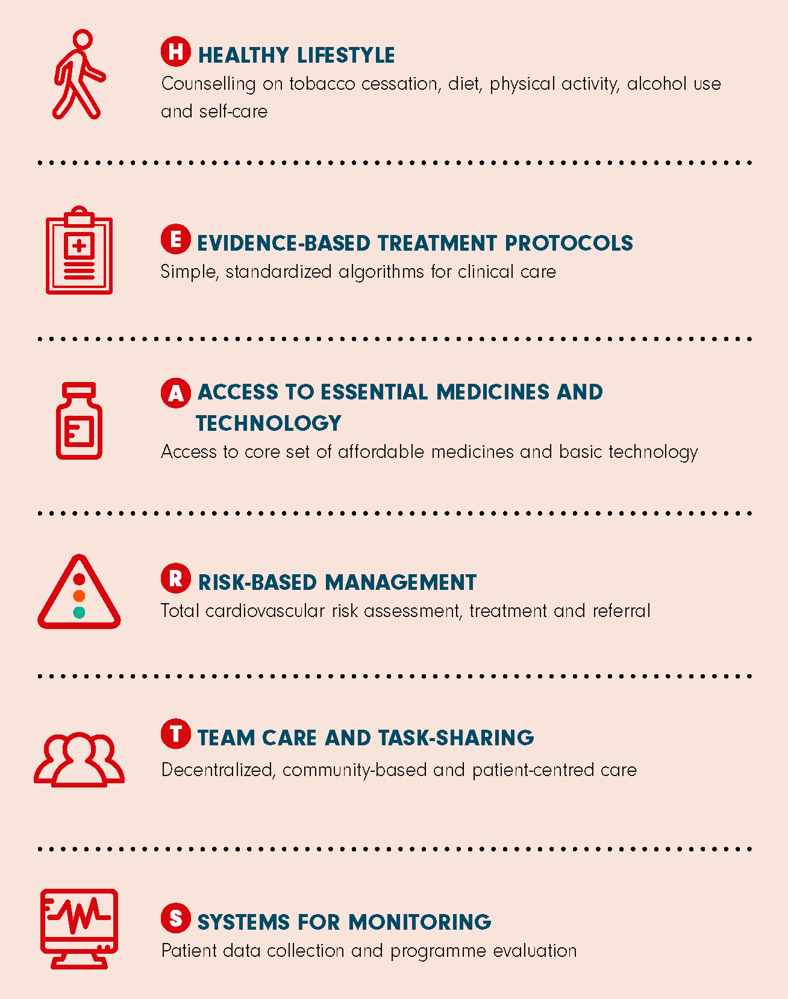 H HEALTHY LIFESTYLE
Counselling on tobacco cessation, diet, physical activity, alcohol use
and self-care
E EVIDENCE-BASED TREATMENT PROTOCOLS
Simple, standardized algorithms for clinical care
A ACCESS TO ESSENTIAL MEDICINES AND
TECHNOLOGY
Access to core set of affordable medicines and basic technology
R RISK-BASED MANAGEMENT
Total cardiovascular risk assessment, treatment and referral
T TEAM CARE AND TASK-SHARING
Decentralized, community-based and patient-centred care
S SYSTEMS FOR MONITORING
Patient data collection and programme evaluation